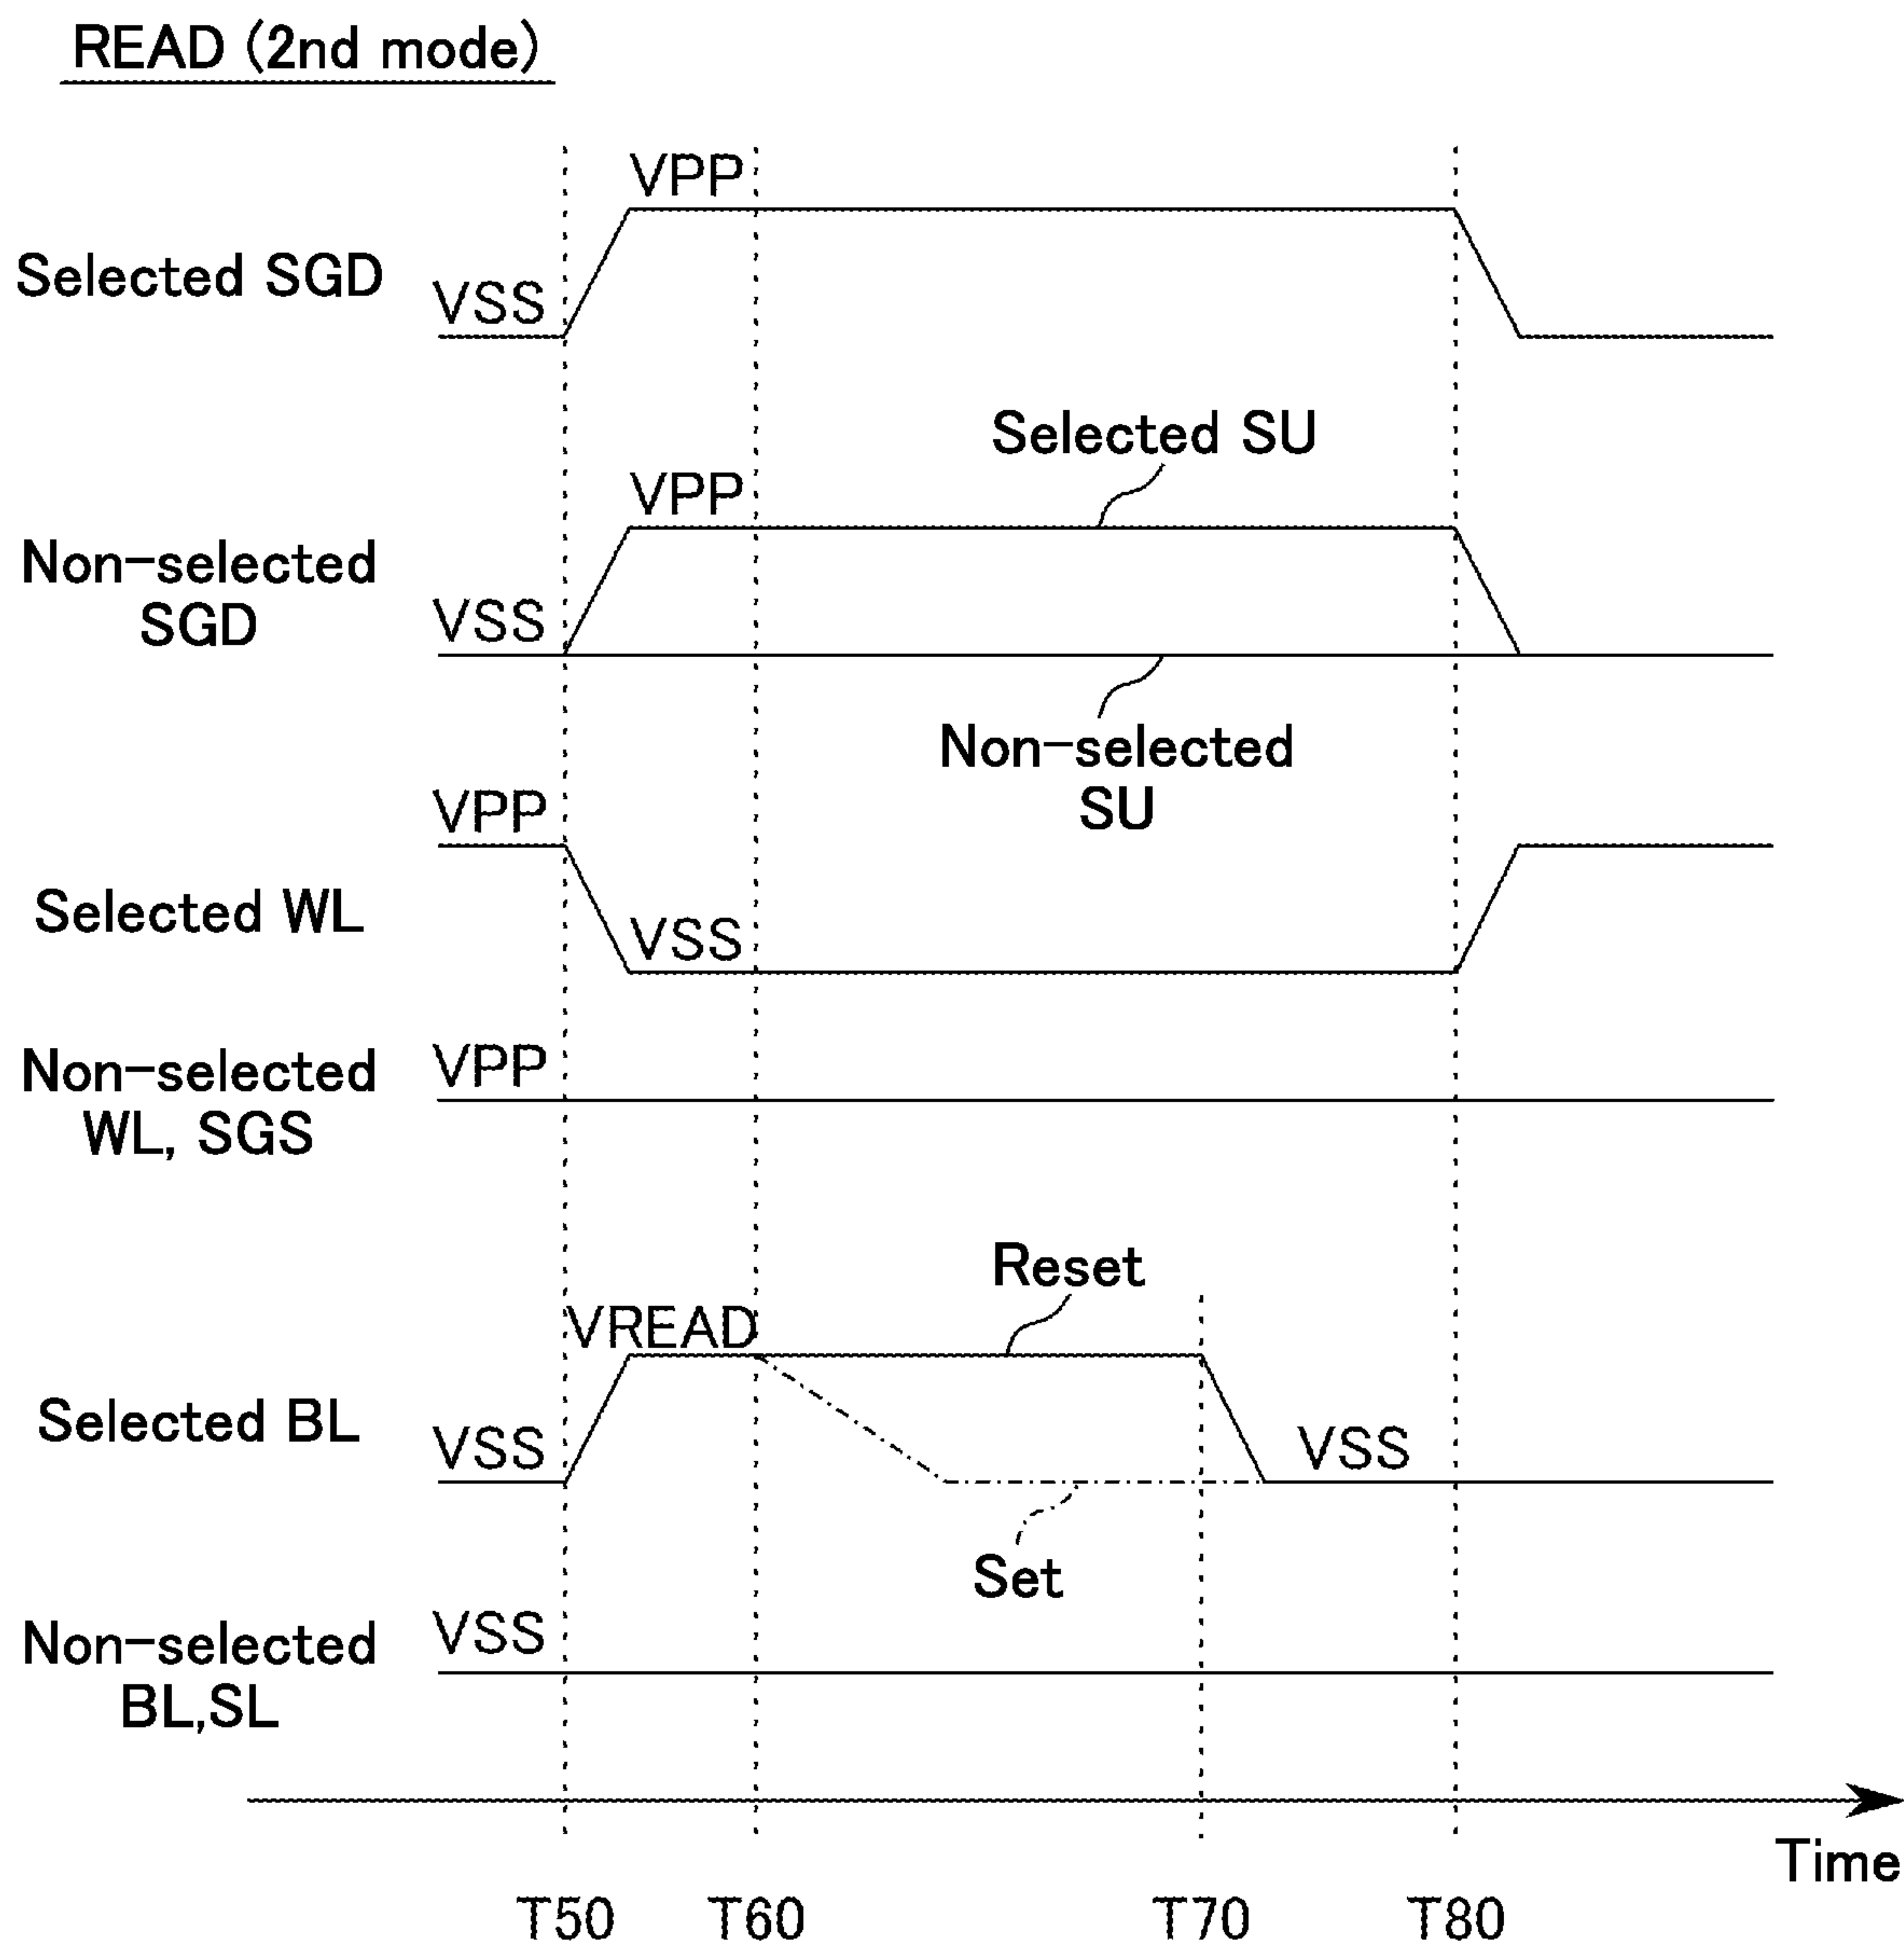 READ (2nd mode)
VPP
Selected SGD
VSS
Selected SU
VPP
Non-selected
SGD
VSS
Non-selected
SU
VPP
Selected WL
VSS
Non-selected
WL, SGS
VPP
Reset
VREAD
Selected BL
VSS
VSS
Set
Non-selected
BL,SL
VSS
Time
T50
T60
T70
T80